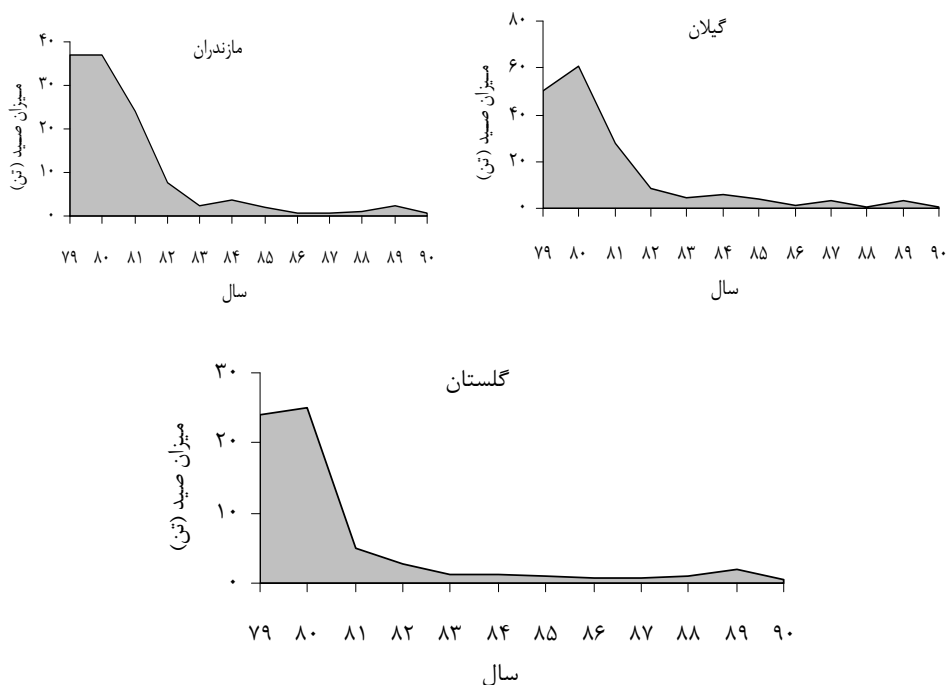 گیلان
میزان صید (تن)
۸۰
۶۰
۴۰
۲۰
۰
۷۹ ۸۰ ۸۱ ۸۲ ۸۳ ۸۴ ۸۵ ۸۶ ۸۷ ۸۸ ۸۹ ۹۰
سال
مازندران
میزان صید (تن)
۴۰
۳۰
۲۰
۱۰
۰
۷۹ ۸۰ ۸۱ ۸۲ ۸۳ ۸۴ ۸۵ ۸۶ ۸۷ ۸۸ ۸۹ ۹۰
سال
گلستان
میزان صید (تن)
۳۰
۲۰
۱۰
۰
۷۹ ۸۰ ۸۱ ۸۲ ۸۳ ۸۴ ۸۵ ۸۶ ۸۷ ۸۸ ۸۹ ۹۰
سال